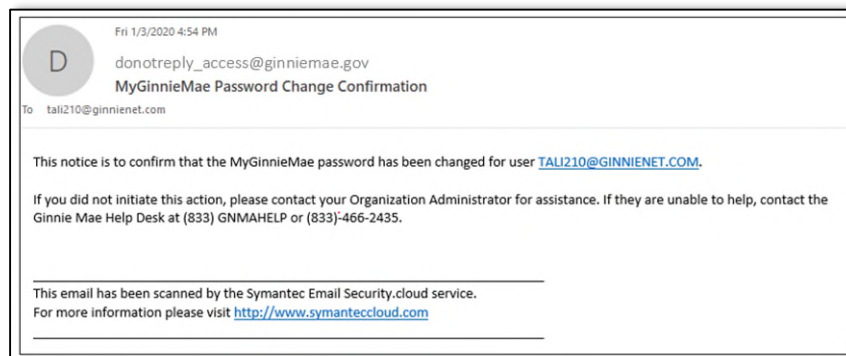 Fri 1/3/2020 4:54 PM
D
donotreply_access@ginniemae.gov
MyGinnieMae Password Change Confirmation
To tali210@ginnienet.com
This notice is to confirm that the MyGinnieMae password has been changed for user TALI210@GINNIENET.COM.
If you did not initiate this action, please contact your Organization Administrator for assistance. If they are unable to help, contact the
Ginnie Mae Help Desk at (833) GNMAHELP or (833)-466-2435.
This email has been scanned by the Symantec Email Security.cloud service.
For more information please visit http://www.symanteccloud.com